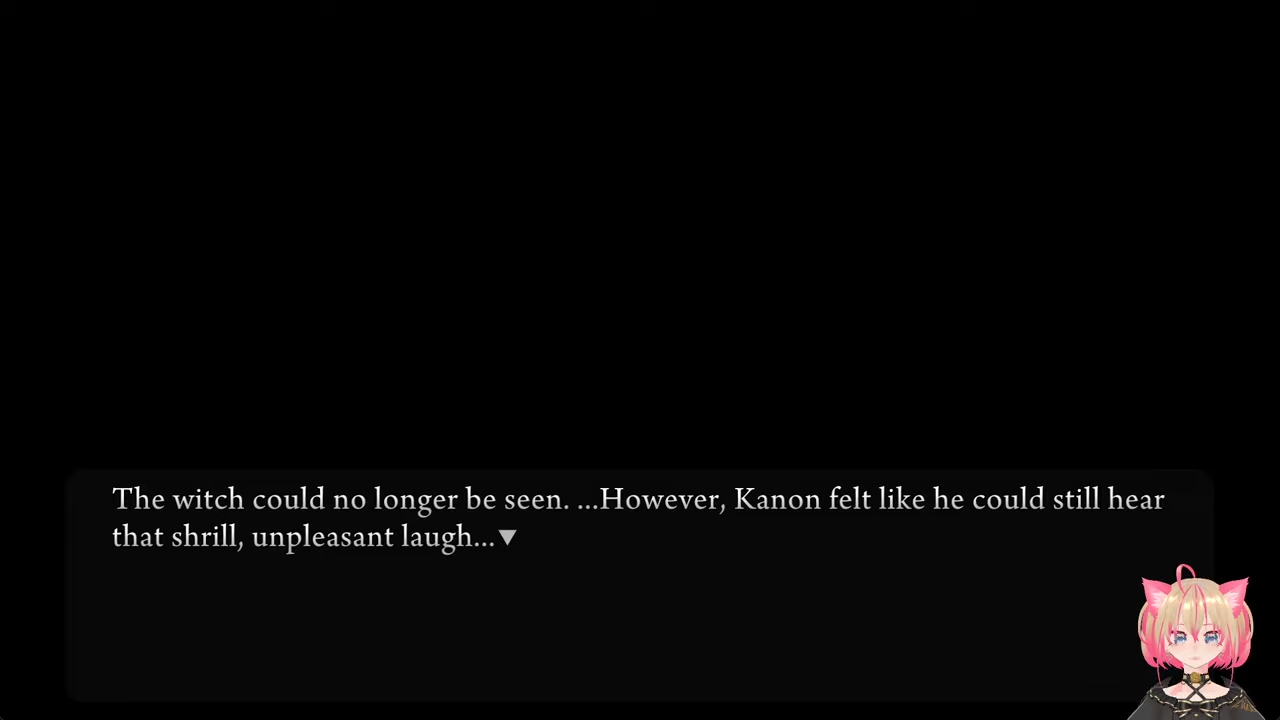 The witch could no longer be seen. ...However, Kanon felt like he could still hear
that shrill, unpleasant laugh...▼